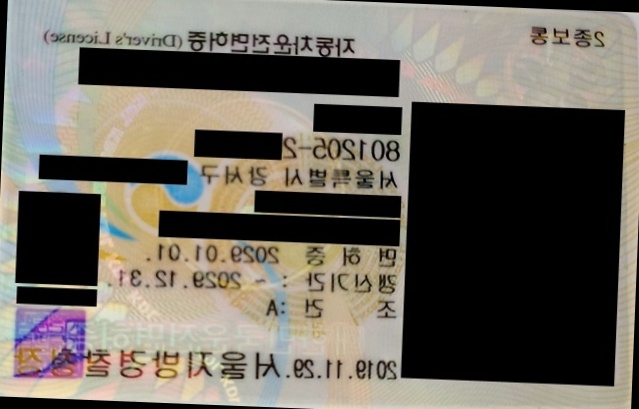 2종보통
자동차운전면허증 (Driver's License)
801205-2
서울특별시 강서구
면 허 증 2029.01.01.
갱신기간 : ~ 2029.12.31.
조 건 :A
2019.11.29. 서울지방경찰청장